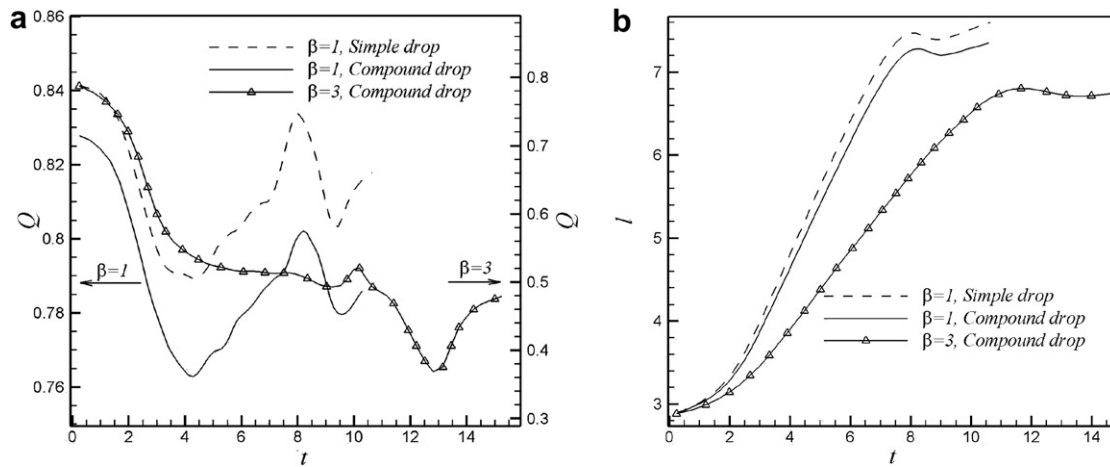 a
0.86
0.84
0.82
0.8
0.78
0.76
Q
0.8
0.7
0.6
0.5
0.4
0.3
Q
β=1, Simple drop
β=1, Compound drop
β=3, Compound drop
β=1
β=3
0 2 4 6 8 10 12 14
t
b
7
6
5
4
3
l
β=1, Simple drop
β=1, Compound drop
β=3, Compound drop
0 2 4 6 8 10 12 14
t